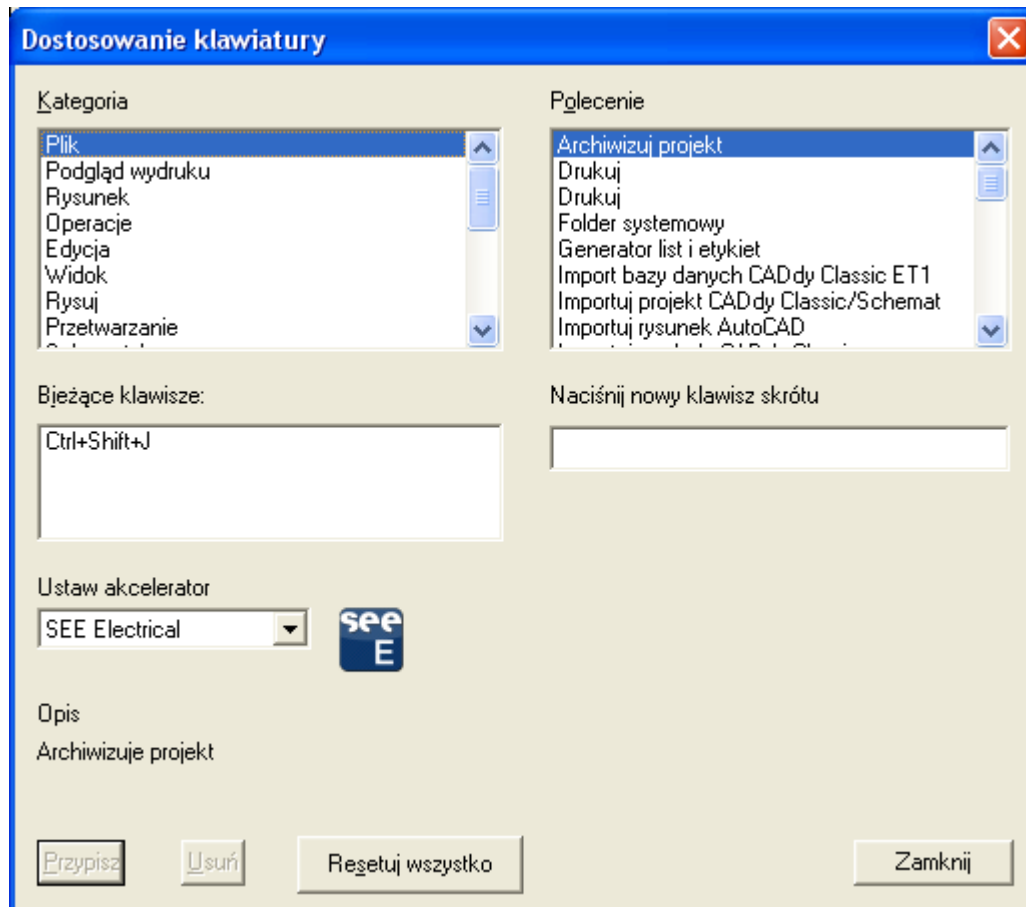 Dostosowanie klawiatury
Kategoria
Plik
Podgląd wydruku
Rysunek
Operacje
Edycja
Widok
Rysuj
Przetwarzanie
Polecenie
Archiwizuj projekt
Drukuj
Drukuj
Folder systemowy
Generator list i etykiet
Import bazy danych CADdy Classic ET1
Importuj projekt CADdy Classic/Schemat
Importuj rysunek AutoCAD
Bieżące klawisze:
Ctrl+Shift+J
Naciśnij nowy klawisz skrótu
Ustaw akcelerator
SEE Electrical
see
E
Opis
Archiwizuje projekt
Przypisz
Usuń
Resetuj wszystko
Zamknij